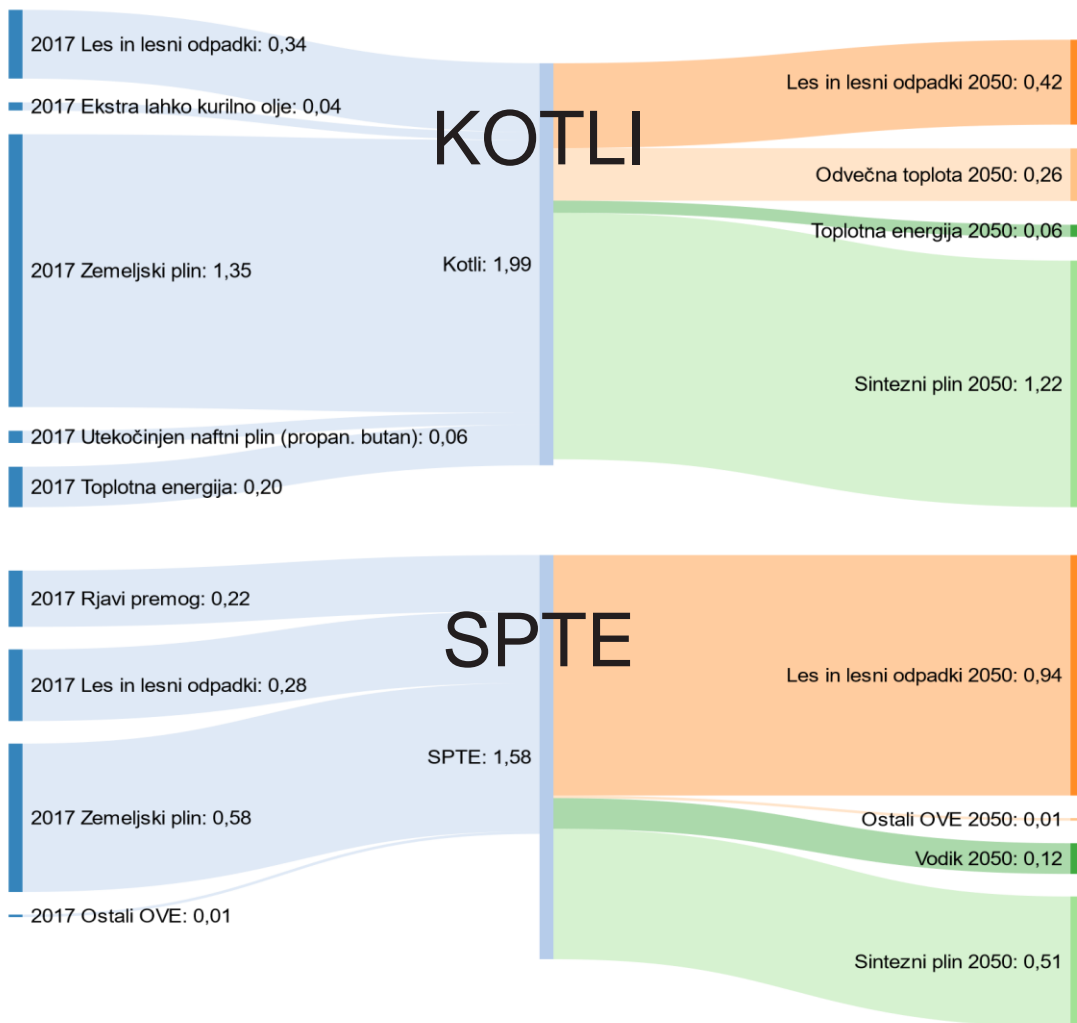 2017 Les in lesni odpadki: 0,34
2017 Ekstra lahko kurilno olje: 0,04
2017 Zemeljski plin: 1,35
2017 Utekočinjen naftni plin (propan. butan): 0,06
2017 Toplotna energija: 0,20
KOTLI
Kotli: 1,99
Les in lesni odpadki 2050: 0,42
Odvečna toplota 2050: 0,26
Toplotna energija 2050: 0,06
Sintezni plin 2050: 1,22
2017 Rjavi premog: 0,22
2017 Les in lesni odpadki: 0,28
2017 Zemeljski plin: 0,58
2017 Ostali OVE: 0,01
SPTE
SPTE: 1,58
Les in lesni odpadki 2050: 0,94
Ostali OVE 2050: 0,01
Vodik 2050: 0,12
Sintezni plin 2050: 0,51